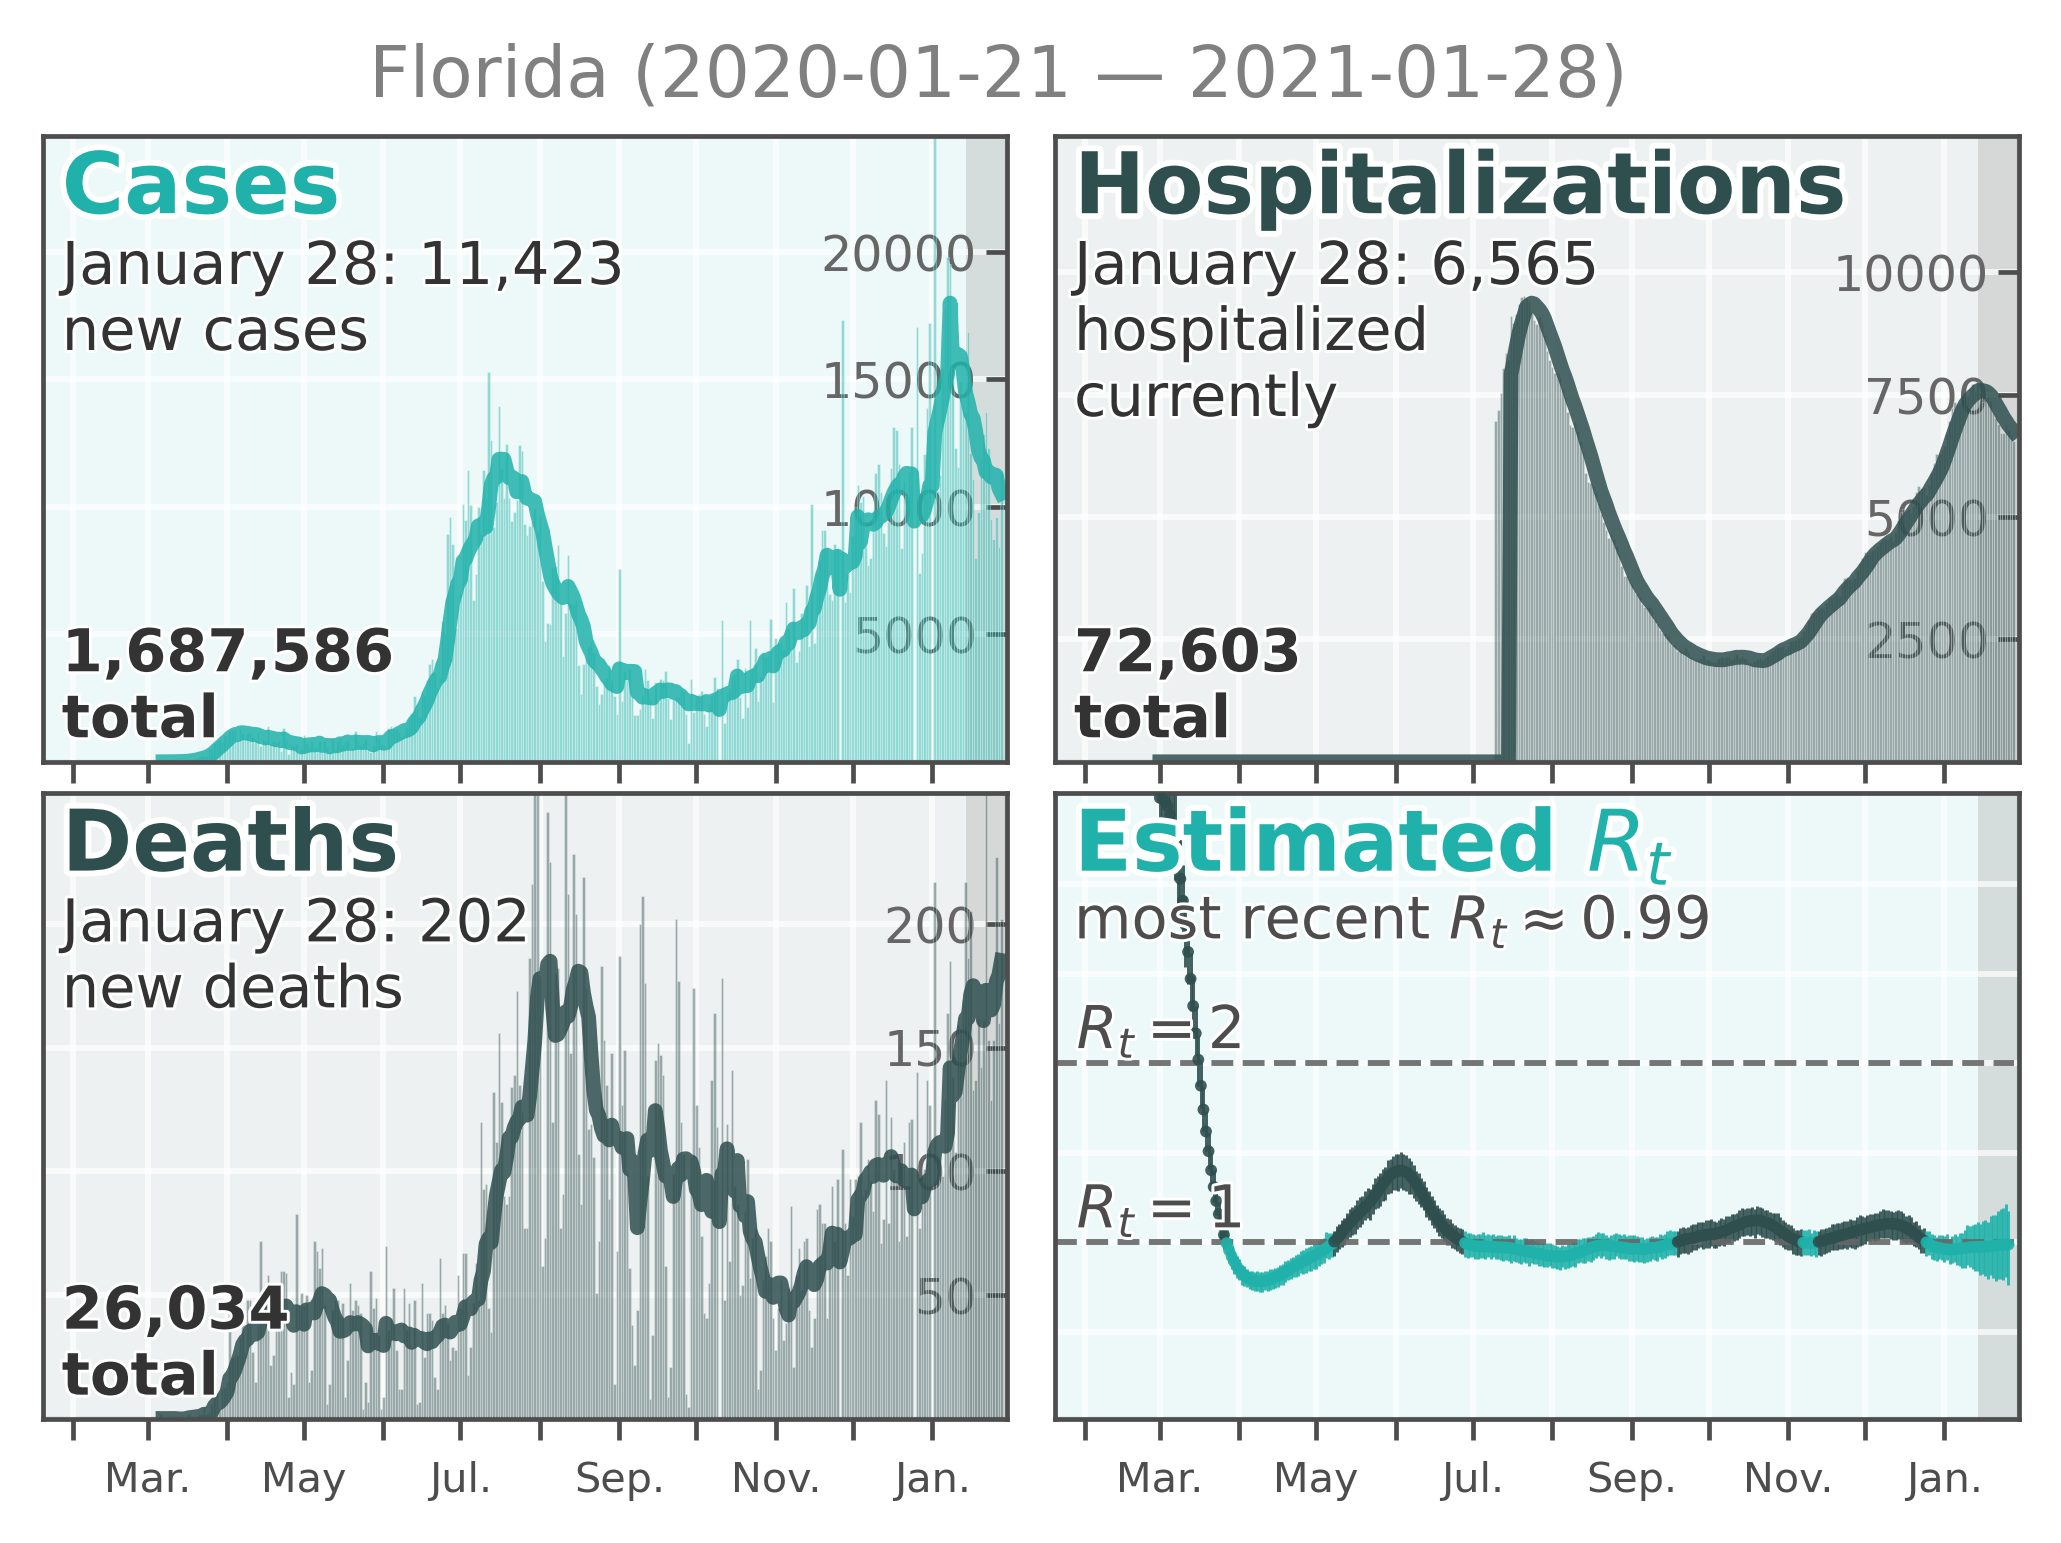 Florida (2020-01-21 — 2021-01-28)
Cases
January 28: 11,423
new cases
20000
15000
10000
5000
1,687,586
total
Hospitalizations
January 28: 6,565
hospitalized
currently
10000
7500
5000
2500
72,603
total
Deaths
January 28: 202
new deaths
200
150
100
50
26,034
total
Mar. May Jul. Sep. Nov. Jan.
Estimated Rt
most recent Rt ≈ 0.99
Rt = 2
Rt = 1
Mar. May Jul. Sep. Nov. Jan.